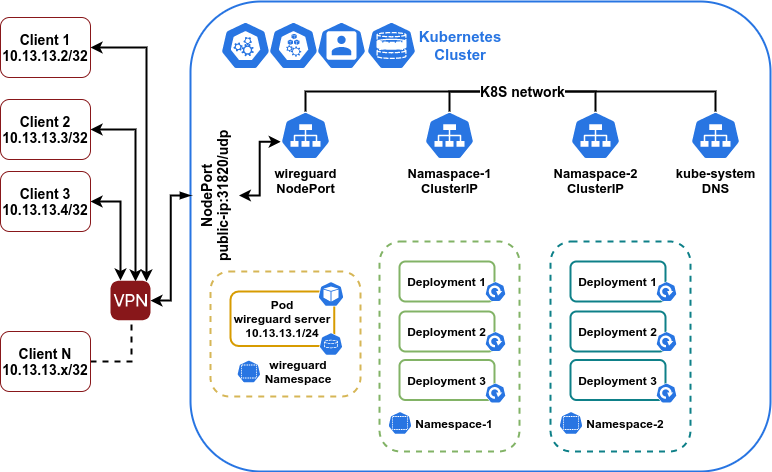 Client 1
10.13.13.2/32
Client 2
10.13.13.3/32
Client 3
10.13.13.4/32
VPN
Client N
10.13.13.x/32
Kubernetes
Cluster
K8S network
NodePort
public-ip:31820/udp
wireguard
NodePort
Namaspace-1
ClusterIP
Namaspace-2
ClusterIP
kube-system
DNS
Pod
wireguard server
10.13.13.1/24
wireguard
Namespace
Deployment 1
Deployment 2
Deployment 3
Namespace-1
Deployment 1
Deployment 2
Deployment 3
Namespace-2